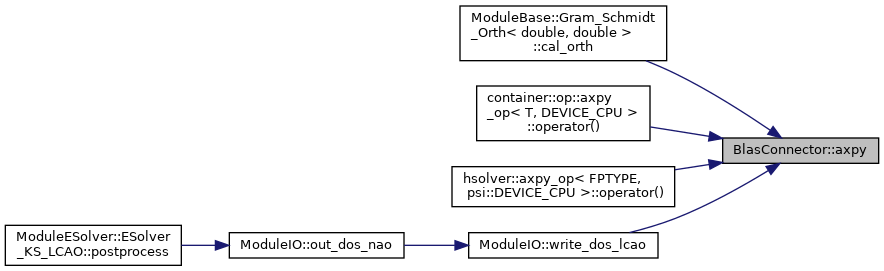 ModuleBase::Gram_Schmidt
_Orth< double, double >
::cal_orth
container::op::axpy
_op< T, DEVICE_CPU >
::operator()
BlasConnector::axpy
hsolver::axpy_op< FPTYPE,
psi::DEVICE_CPU >::operator()
ModuleESolver::ESolver
_KS_LCAO::postprocess
ModuleIO::out_dos_nao
ModuleIO::write_dos_lcao